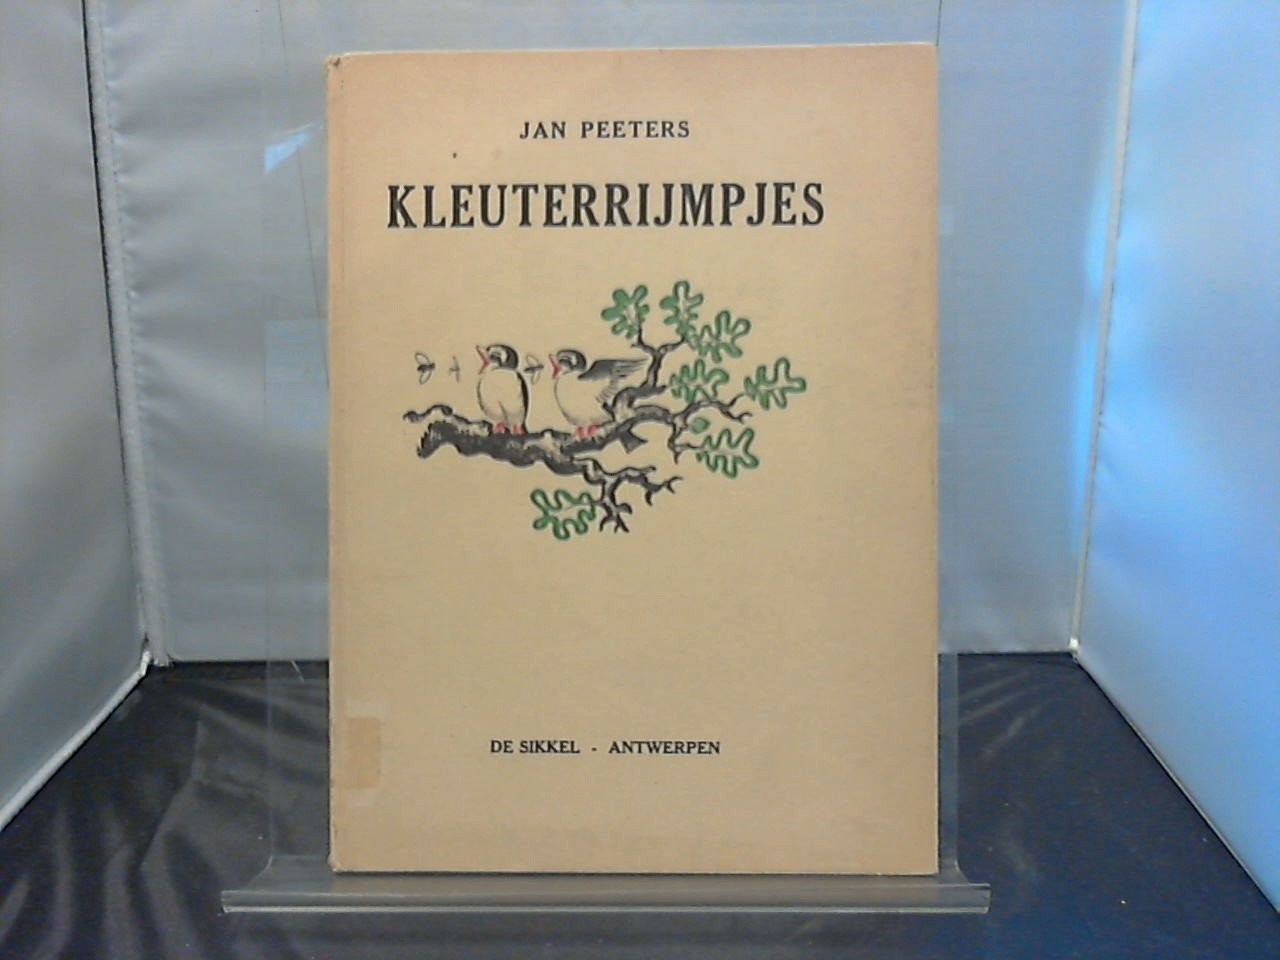 JAN PEETERS
KLEUTERRIJMPJES
DE SIKKEL - ANTWERPEN